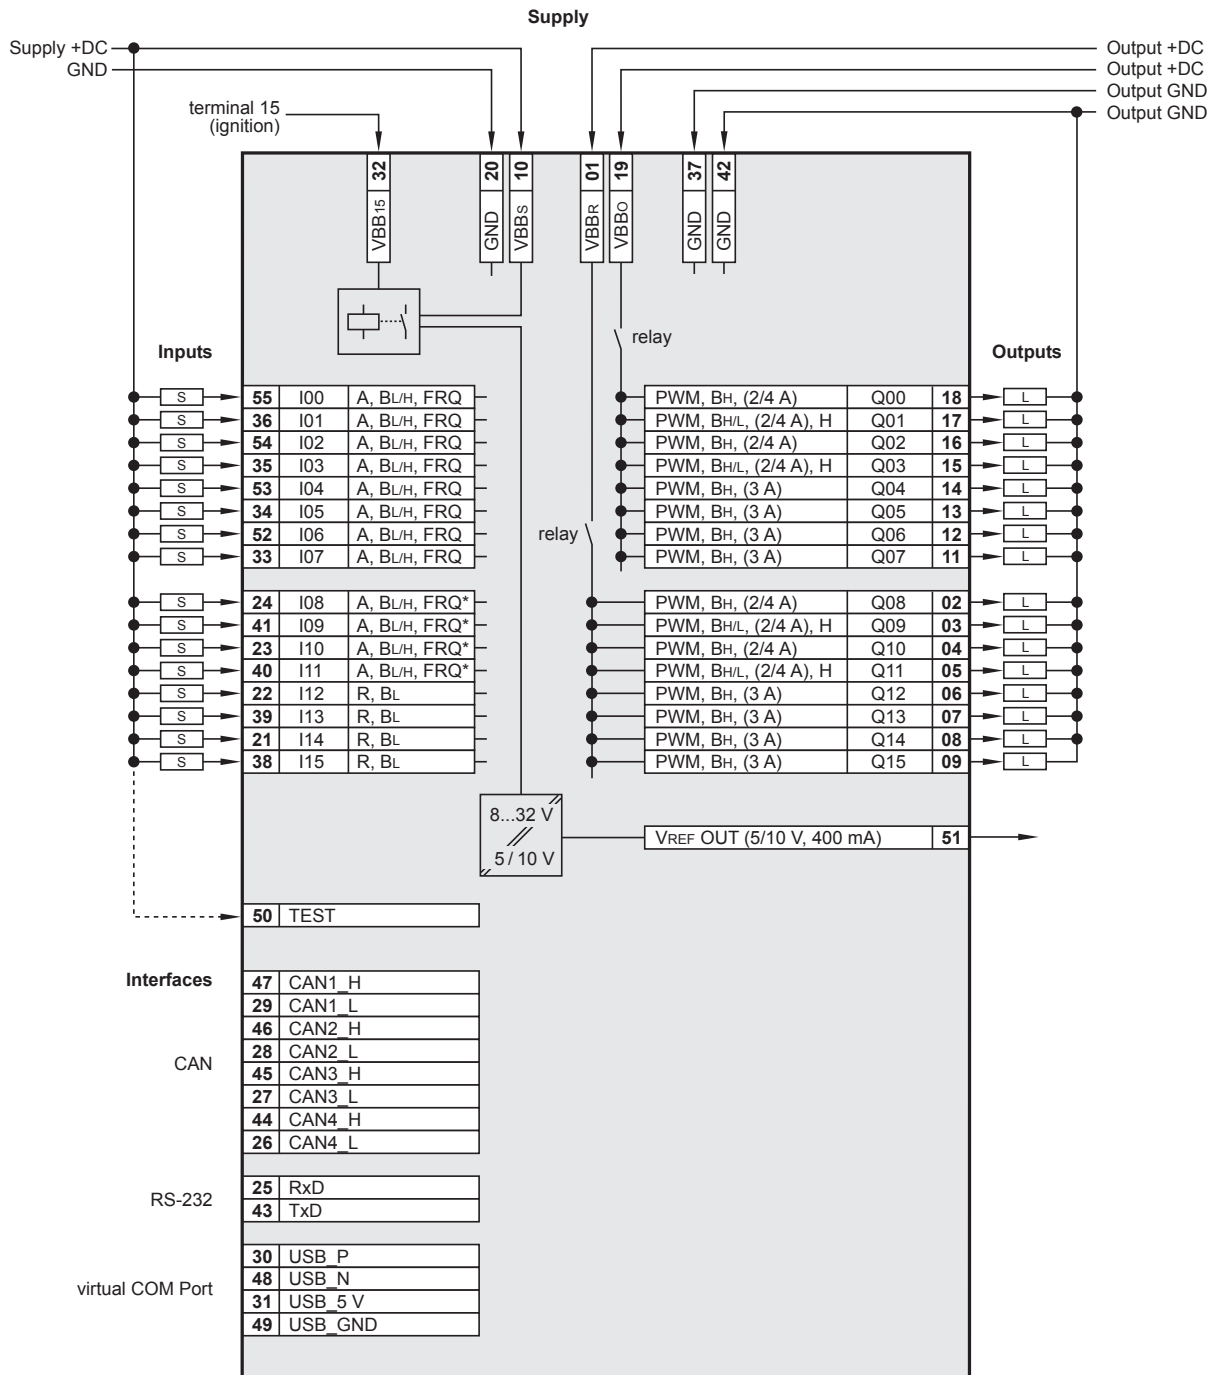 Supply
Supply +DC
GND
Output +DC
Output +DC
Output GND
Output GND
terminal 15
(ignition)
32 VBB15
20 GND
10 VBBS
01 VBBR
19 VBBO
37 GND
42 GND
relay
relay
Inputs
Outputs
S 55 I00 A, BL/H, FRQ
S 36 I01 A, BL/H, FRQ
S 54 I02 A, BL/H, FRQ
S 35 I03 A, BL/H, FRQ
S 53 I04 A, BL/H, FRQ
S 34 I05 A, BL/H, FRQ
S 52 I06 A, BL/H, FRQ
S 33 I07 A, BL/H, FRQ
S 24 I08 A, BL/H, FRQ*
S 41 I09 A, BL/H, FRQ*
S 23 I10 A, BL/H, FRQ*
S 40 I11 A, BL/H, FRQ*
S 22 I12 R, BL
S 39 I13 R, BL
S 21 I14 R, BL
S 38 I15 R, BL
PWM, BH, (2/4 A) Q00 18 L
PWM, BH/L, (2/4 A), H Q01 17 L
PWM, BH, (2/4 A) Q02 16 L
PWM, BH/L, (2/4 A), H Q03 15 L
PWM, BH, (3 A) Q04 14 L
PWM, BH, (3 A) Q05 13 L
PWM, BH, (3 A) Q06 12 L
PWM, BH, (3 A) Q07 11 L
PWM, BH, (2/4 A) Q08 02 L
PWM, BH/L, (2/4 A), H Q09 03 L
PWM, BH, (2/4 A) Q10 04 L
PWM, BH/L, (2/4 A), H Q11 05 L
PWM, BH, (3 A) Q12 06 L
PWM, BH, (3 A) Q13 07 L
PWM, BH, (3 A) Q14 08 L
PWM, BH, (3 A) Q15 09 L
8...32 V
5 / 10 V
VREF OUT (5/10 V, 400 mA) 51
50 TEST
Interfaces
CAN
47 CAN1_H
29 CAN1_L
46 CAN2_H
28 CAN2_L
45 CAN3_H
27 CAN3_L
44 CAN4_H
26 CAN4_L
RS-232
25 RxD
43 TxD
virtual COM Port
30 USB_P
48 USB_N
31 USB_5 V
49 USB_GND